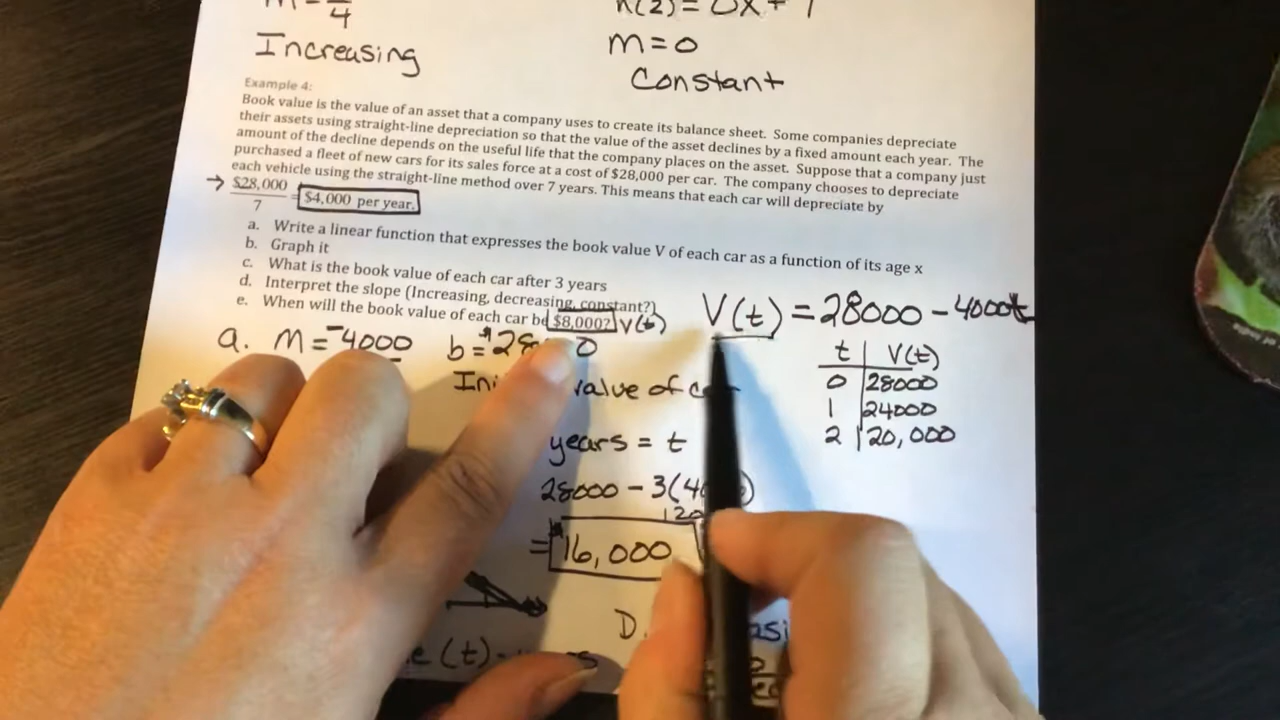 4
Increasing
m=0
Constant
Example 4:
Book value is the value of an asset that a company uses to create its balance sheet. Some companies depreciate
their assets using straight-line depreciation so that the value of the asset declines by a fixed amount each year. The
amount of the decline depends on the useful life that the company places on the asset. Suppose that a company just
purchased a fleet of new cars for its sales force at a cost of $28,000 per car. The company chooses to depreciate
each vehicle using the straight-line method over 7 years. This means that each car will depreciate by
→ $28,000
7
= $4,000 per year.
a. Write a linear function that expresses the book value V of each car as a function of its age x
b. Graph it
c. What is the book value of each car after 3 years
d. Interpret the slope (Increasing, decreasing, constant?)
e. When will the book value of each car be $8,000? V(t)
V(t) = 28000 - 4000t
a. m = -4000
value of
years = t
28000 - 3(4
= 16,000
t | V(t)
0 | 28000
1 | 24000
2 | 20,000
D.
(t)